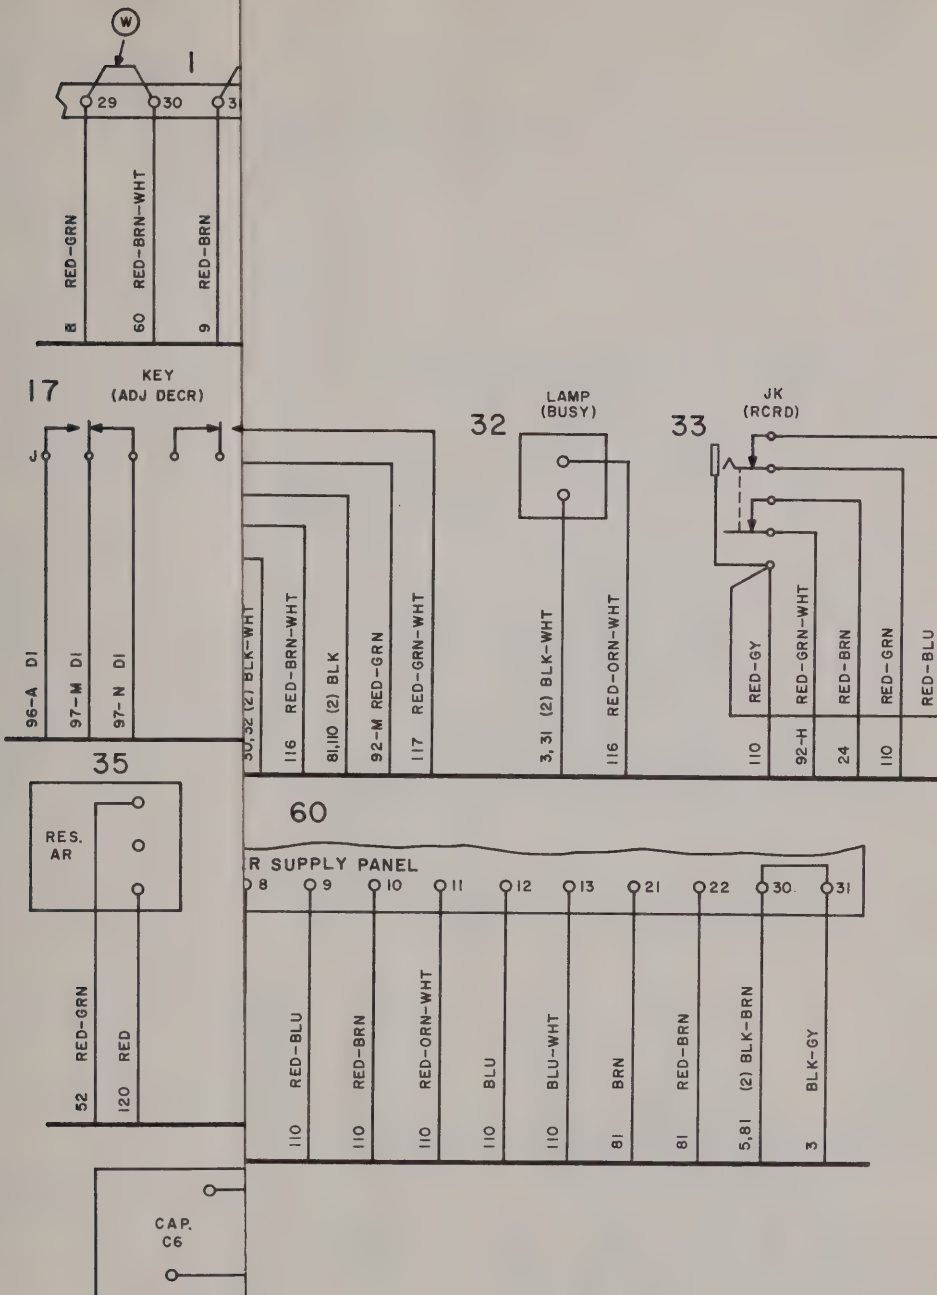 W
1
29 30 3
8 RED-GRN
60 RED-BRN-WHT
9 RED-BRN
17
KEY
(ADJ DECR)
J
96-A DI
97-M DI
97-N DI
30,32 (2) BLK-WHT
116 RED-BRN-WHT
81,110 (2) BLK
92-M RED-GRN
117 RED-GRN-WHT
32
LAMP
(BUSY)
3,31 (2) BLK-WHT
116 RED-ORN-WHT
33
JK
(RCRD)
110 RED-GY
92-H RED-GRN-WHT
24 RED-BRN
110 RED-GRN
RED-BLU
35
RES.
AR
52 RED-GRN
120 RED
60
R SUPPLY PANEL
8 9 10 11 12 13 21 22 30 31
110 RED-BLU
110 RED-BRN
110 RED-ORN-WHT
110 BLU
110 BLU-WHT
81 BRN
81 RED-BRN
5,81 (2) BLK-BRN
3 BLK-GY
CAP.
C6